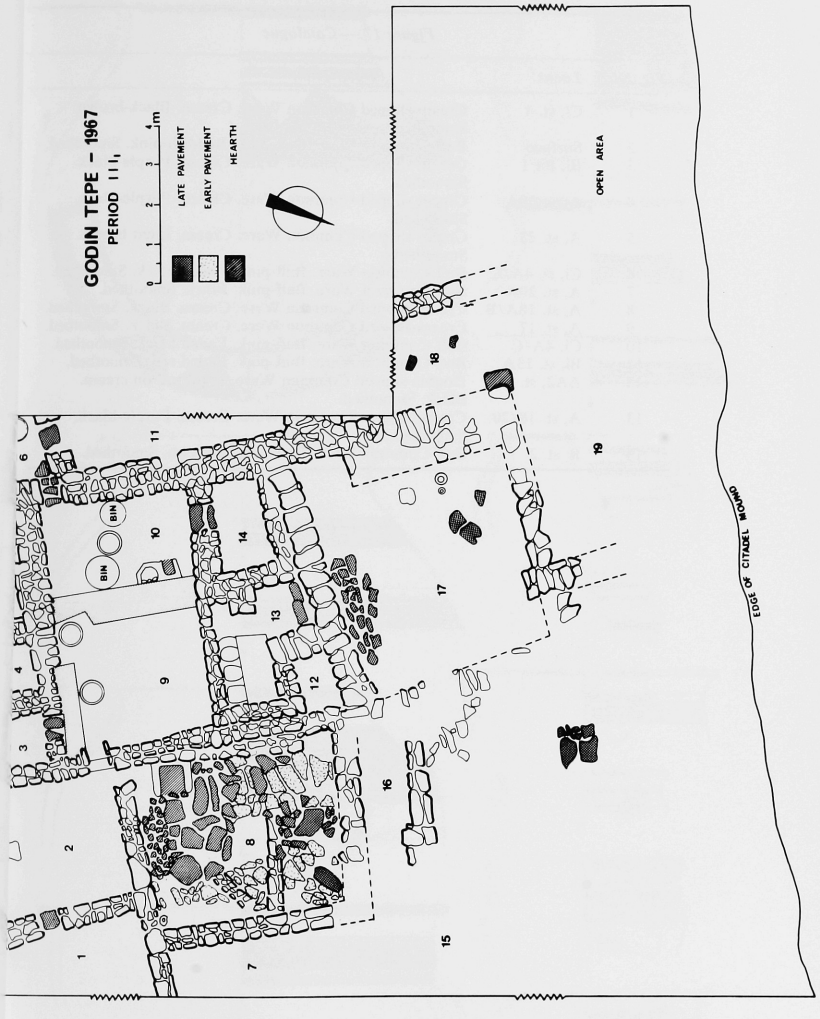 GODIN TEPE – 1967
PERIOD III₁
0 1 2 3 4 m
LATE PAVEMENT
EARLY PAVEMENT
HEARTH
1
2
3
4
6
7
8
9
10
BIN
BIN
11
12
13
14
15
16
17
18
19
OPEN AREA
EDGE OF CITADEL MOUND